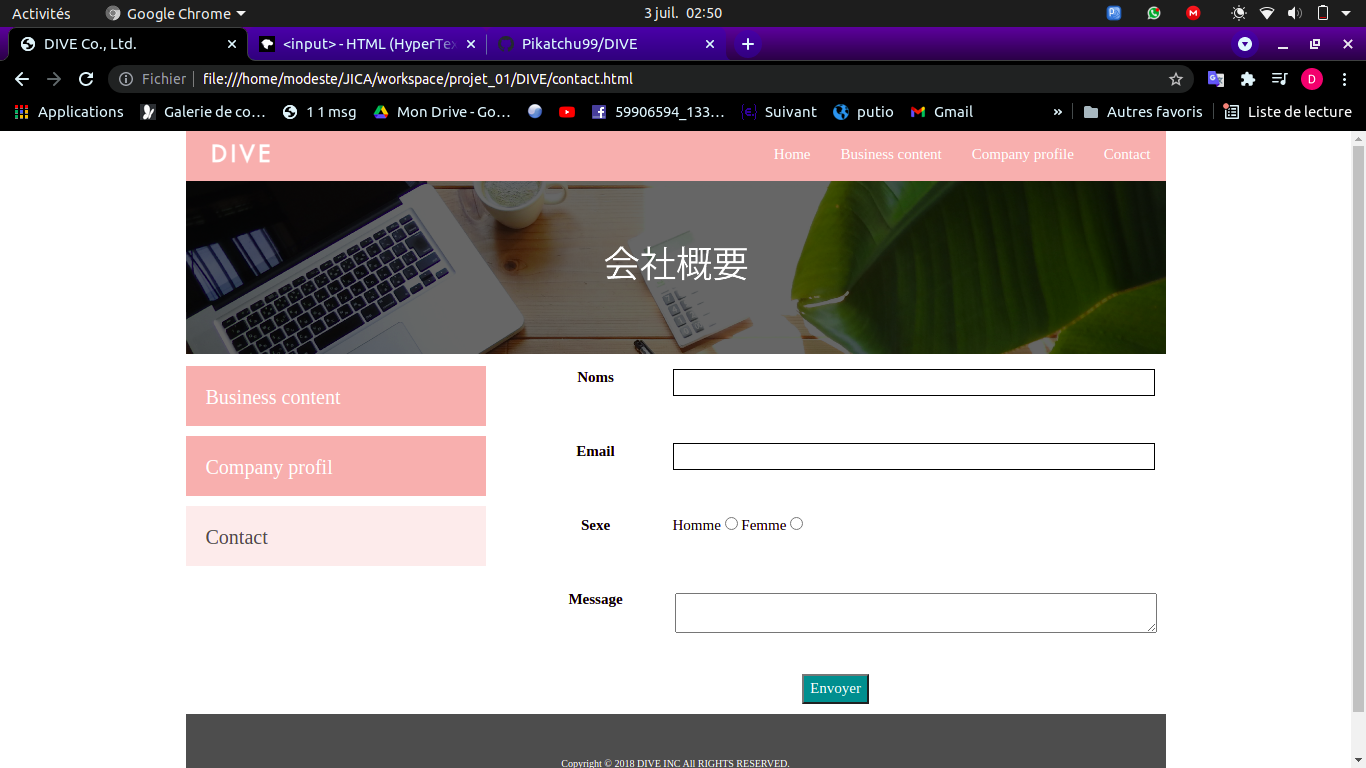 Activités Google Chrome 3 juil. 02:50
DIVE Co., Ltd. <input> - HTML (HyperTex Pikatchu99/DIVE
Fichier file:///home/modeste/JICA/workspace/projet_01/DIVE/contact.html
Applications Galerie de co… 1 1 msg Mon Drive - Go… 59906594_133… Suivant putio Gmail » Autres favoris Liste de lecture
DIVE Home Business content Company profile Contact
会社概要
Business content
Company profil
Contact
Noms
Email
Sexe Homme Femme
Message
Envoyer
Copyright © 2018 DIVE INC All RIGHTS RESERVED.